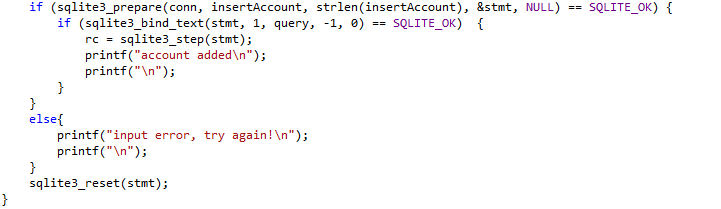 if (sqlite3_prepare(conn, insertAccount, strlen(insertAccount), &stmt, NULL) == SQLITE_OK) {
if (sqlite3_bind_text(stmt, 1, query, -1, 0) == SQLITE_OK)  {
rc = sqlite3_step(stmt);
printf("account added\n");
printf("\n");
}
}
else{
printf("input error, try again!\n");
printf("\n");
}
sqlite3_reset(stmt);
}